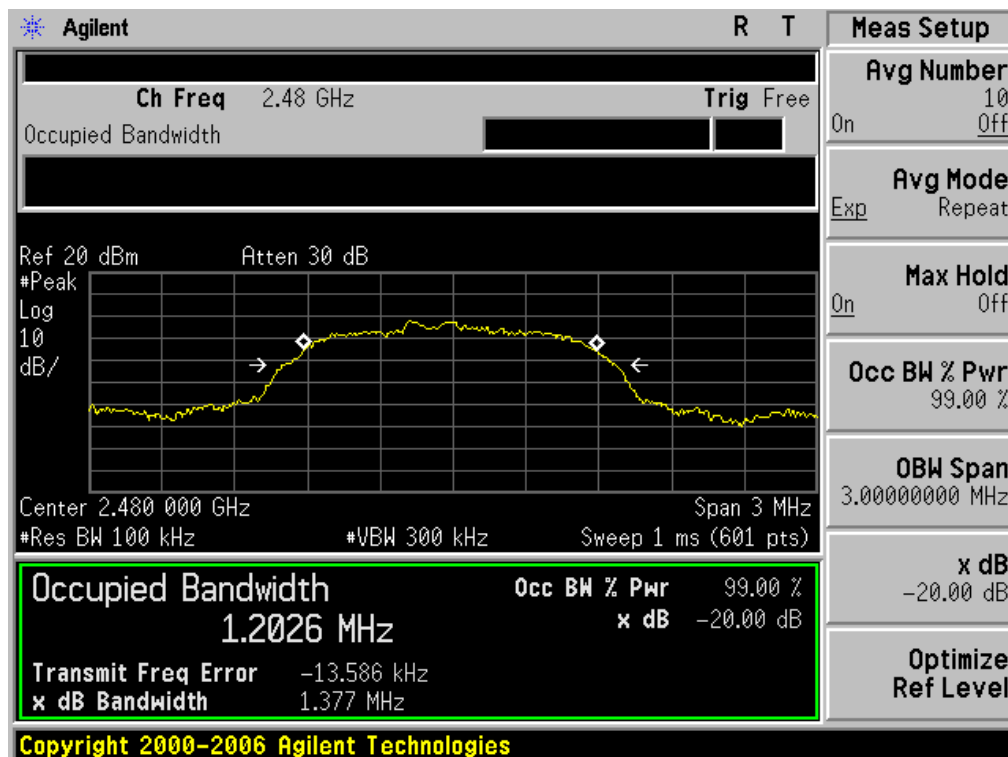 Agilent R T Meas Setup
Avg Number
10
On Off
Ch Freq 2.48 GHz Trig Free
Occupied Bandwidth
Avg Mode
Exp Repeat
Ref 20 dBm Atten 30 dB
#Peak
Log
10
dB/
Max Hold
On Off
Occ BW % Pwr
99.00 %
OBW Span
3.00000000 MHz
Center 2.480 000 GHz Span 3 MHz
#Res BW 100 kHz #VBW 300 kHz Sweep 1 ms (601 pts)
x dB
-20.00 dB
Occupied Bandwidth Occ BW % Pwr 99.00 %
1.2026 MHz x dB -20.00 dB
Transmit Freq Error -13.586 kHz
x dB Bandwidth 1.377 MHz
Optimize
Ref Level
Copyright 2000-2006 Agilent Technologies